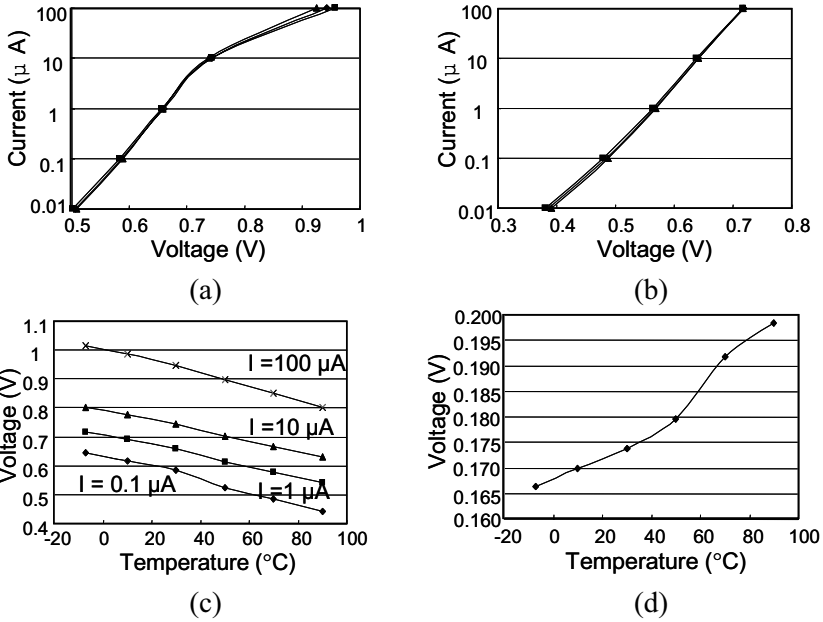 100
10
1
0.1
0.01
Current (μ A)
0.5 0.6 0.7 0.8 0.9 1
Voltage (V)
(a)
100
10
1
0.1
0.01
Current (μ A)
0.3 0.4 0.5 0.6 0.7 0.8
Voltage (V)
(b)
1.1
1
0.9
0.8
0.7
0.6
0.5
0.4
Voltage (V)
I =100 μA
I =10 μA
I = 0.1 μA
I =1 μA
-20 0 20 40 60 80 100
Temperature (°C)
(c)
0.200
0.195
0.190
0.185
0.180
0.175
0.170
0.165
0.160
Voltage (V)
-20 0 20 40 60 80 100
Temperature (°C)
(d)